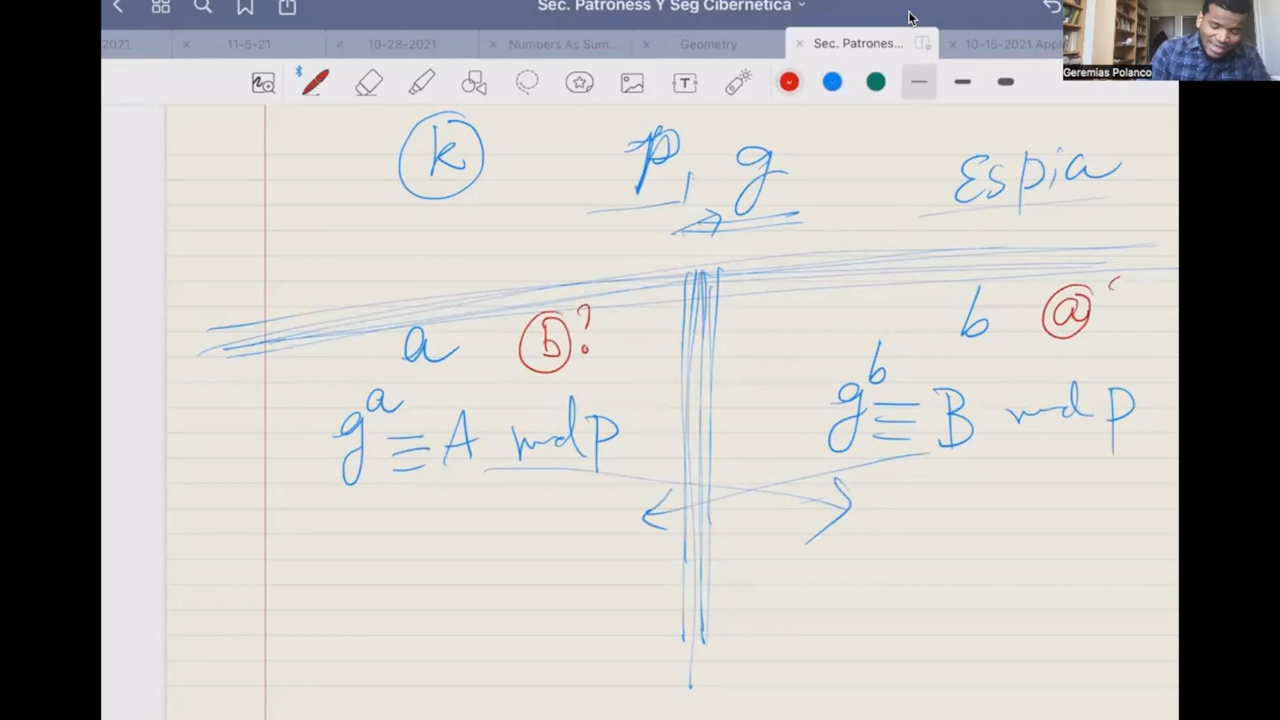 Sec. Patroness Y Seg Cibernetica
2021. × 11-5-21 × 10-28-2021 × Numbers As Sum... × Geometry × Sec. Patrones... × 10-15-2021 Appl
Geremias Polanco
k p, g Espia
a b? b a
g^a ≡ A mod p g^b ≡ B mod p